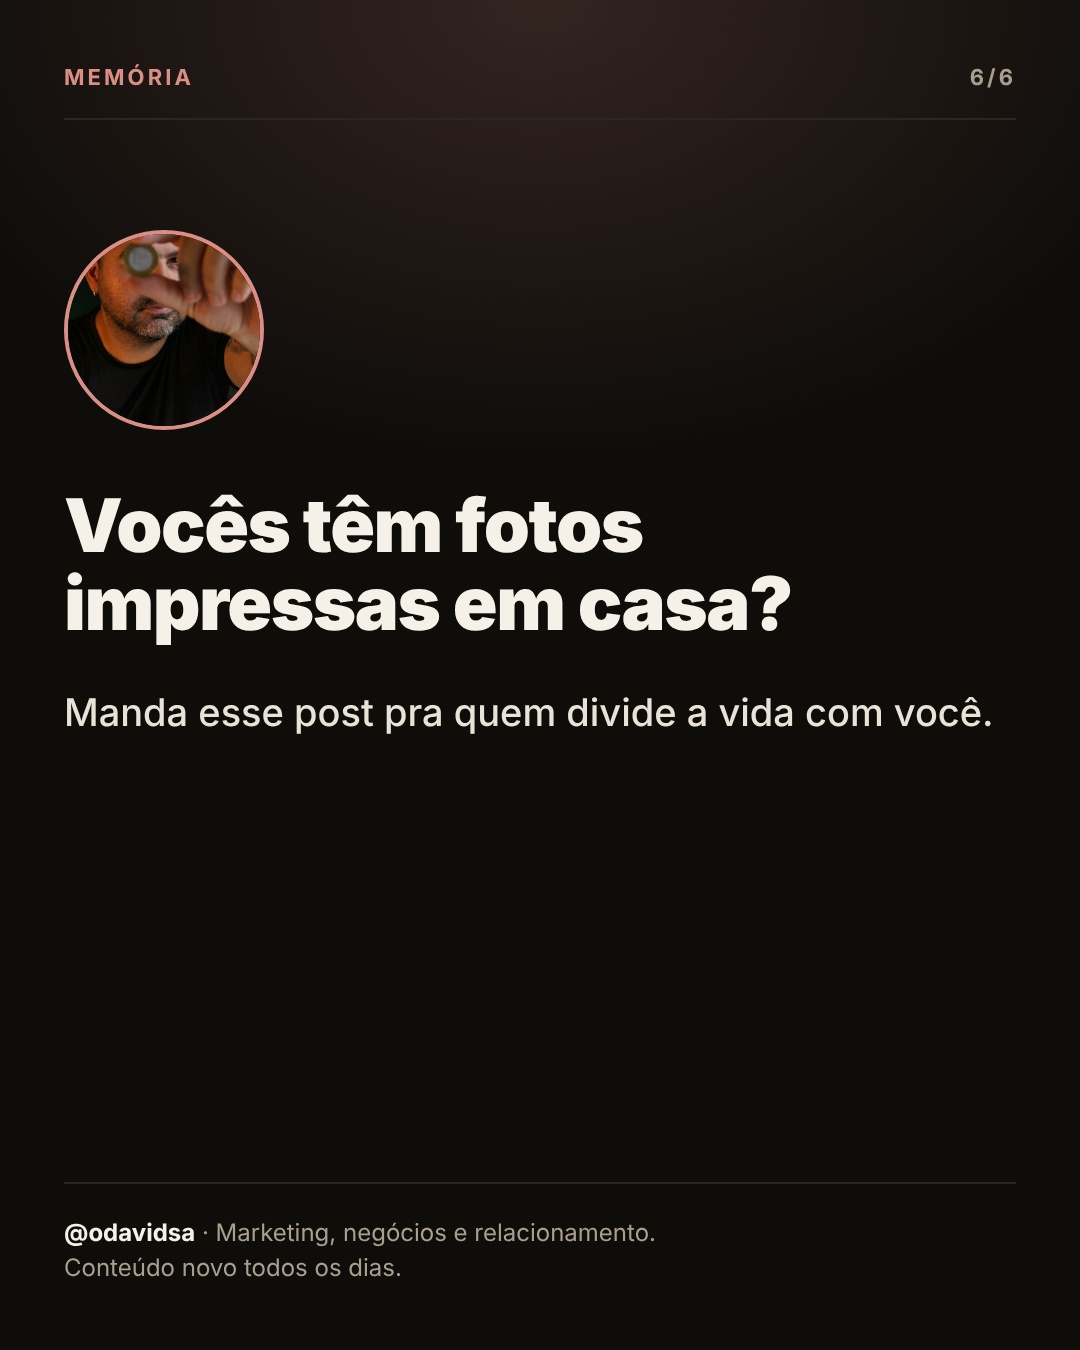 MEMÓRIA
6/6
Vocês têm fotos
impressas em casa?
Manda esse post pra quem divide a vida com você.
@odavidsa · Marketing, negócios e relacionamento.
Conteúdo novo todos os dias.